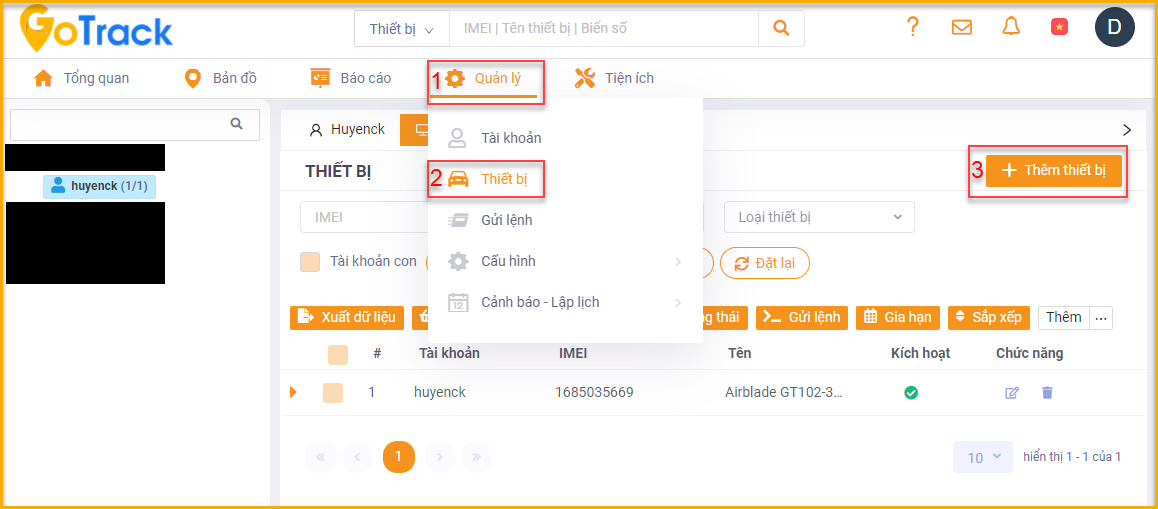 GoTrack
Thiết bị
IMEI | Tên thiết bị | Biển số
?
D
Tổng quan
Bản đồ
Báo cáo
1
Quản lý
Tiện ích
Huyenck
Tài khoản
huyenck (1/1)
THIẾT BỊ
2
Thiết bị
3
+ Thêm thiết bị
IMEI
Gửi lệnh
Loại thiết bị
Tài khoản con
Cấu hình
Đặt lại
12
Cảnh báo - Lập lịch
Xuất dữ liệu
ng thái
Gửi lệnh
Gia hạn
Sắp xếp
Thêm ...
# Tài khoản IMEI Tên Kích hoạt Chức năng
1 huyenck 1685035669 Airblade GT102-3... 
« ‹ 1 › »
10
hiển thị 1 - 1 của 1